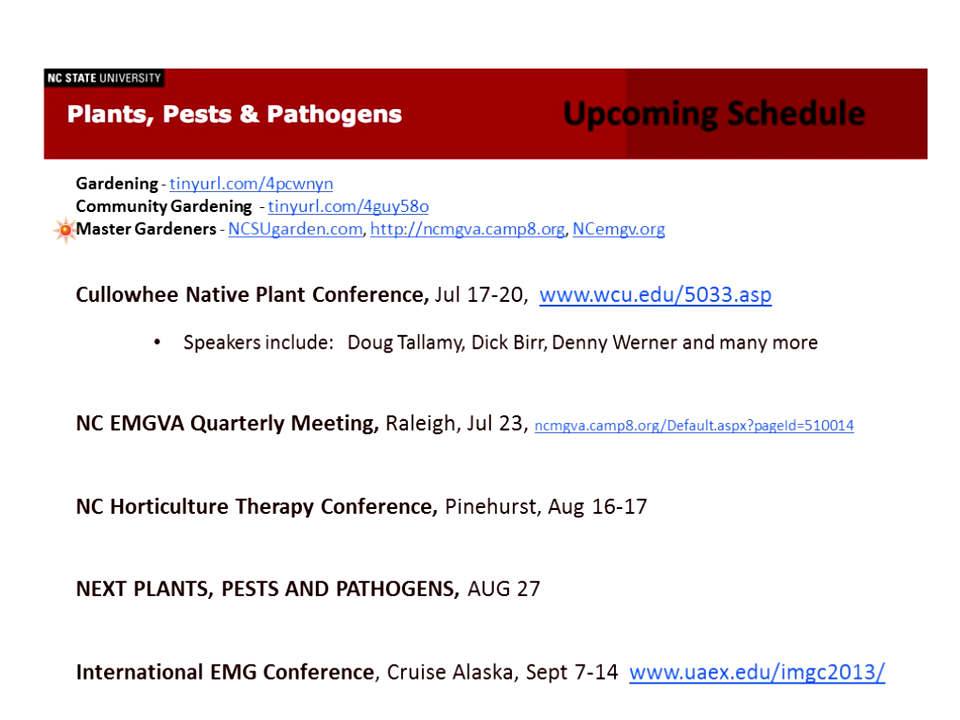 NC STATE UNIVERSITY
Plants, Pests & Pathogens
Upcoming Schedule
Gardening - tinyurl.com/4pcwnyn
Community Gardening - tinyurl.com/4guy58o
Master Gardeners - NCSUgarden.com, http://ncmgva.camp8.org, NCemgv.org
Cullowhee Native Plant Conference, Jul 17-20, www.wcu.edu/5033.asp
• Speakers include: Doug Tallamy, Dick Birr, Denny Werner and many more
NC EMGVA Quarterly Meeting, Raleigh, Jul 23, ncmgva.camp8.org/Default.aspx?pageId=510014
NC Horticulture Therapy Conference, Pinehurst, Aug 16-17
NEXT PLANTS, PESTS AND PATHOGENS, AUG 27
International EMG Conference, Cruise Alaska, Sept 7-14 www.uaex.edu/imgc2013/